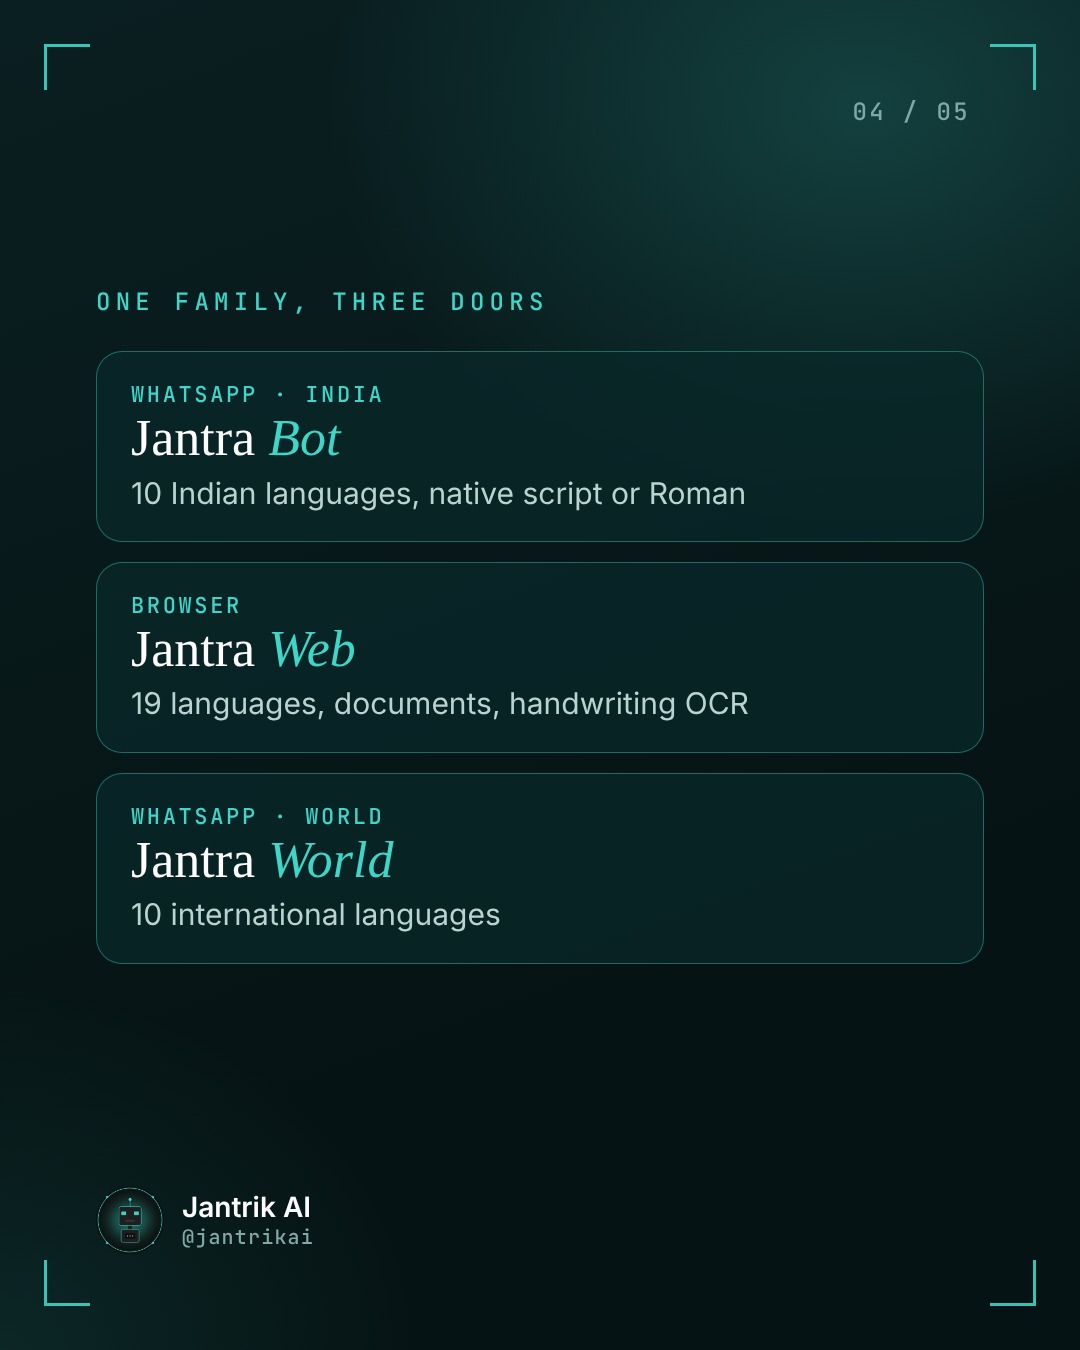 04 / 05
ONE FAMILY, THREE DOORS
WHATSAPP · INDIA
Jantra Bot
10 Indian languages, native script or Roman
BROWSER
Jantra Web
19 languages, documents, handwriting OCR
WHATSAPP · WORLD
Jantra World
10 international languages
Jantrik AI
@jantrikai